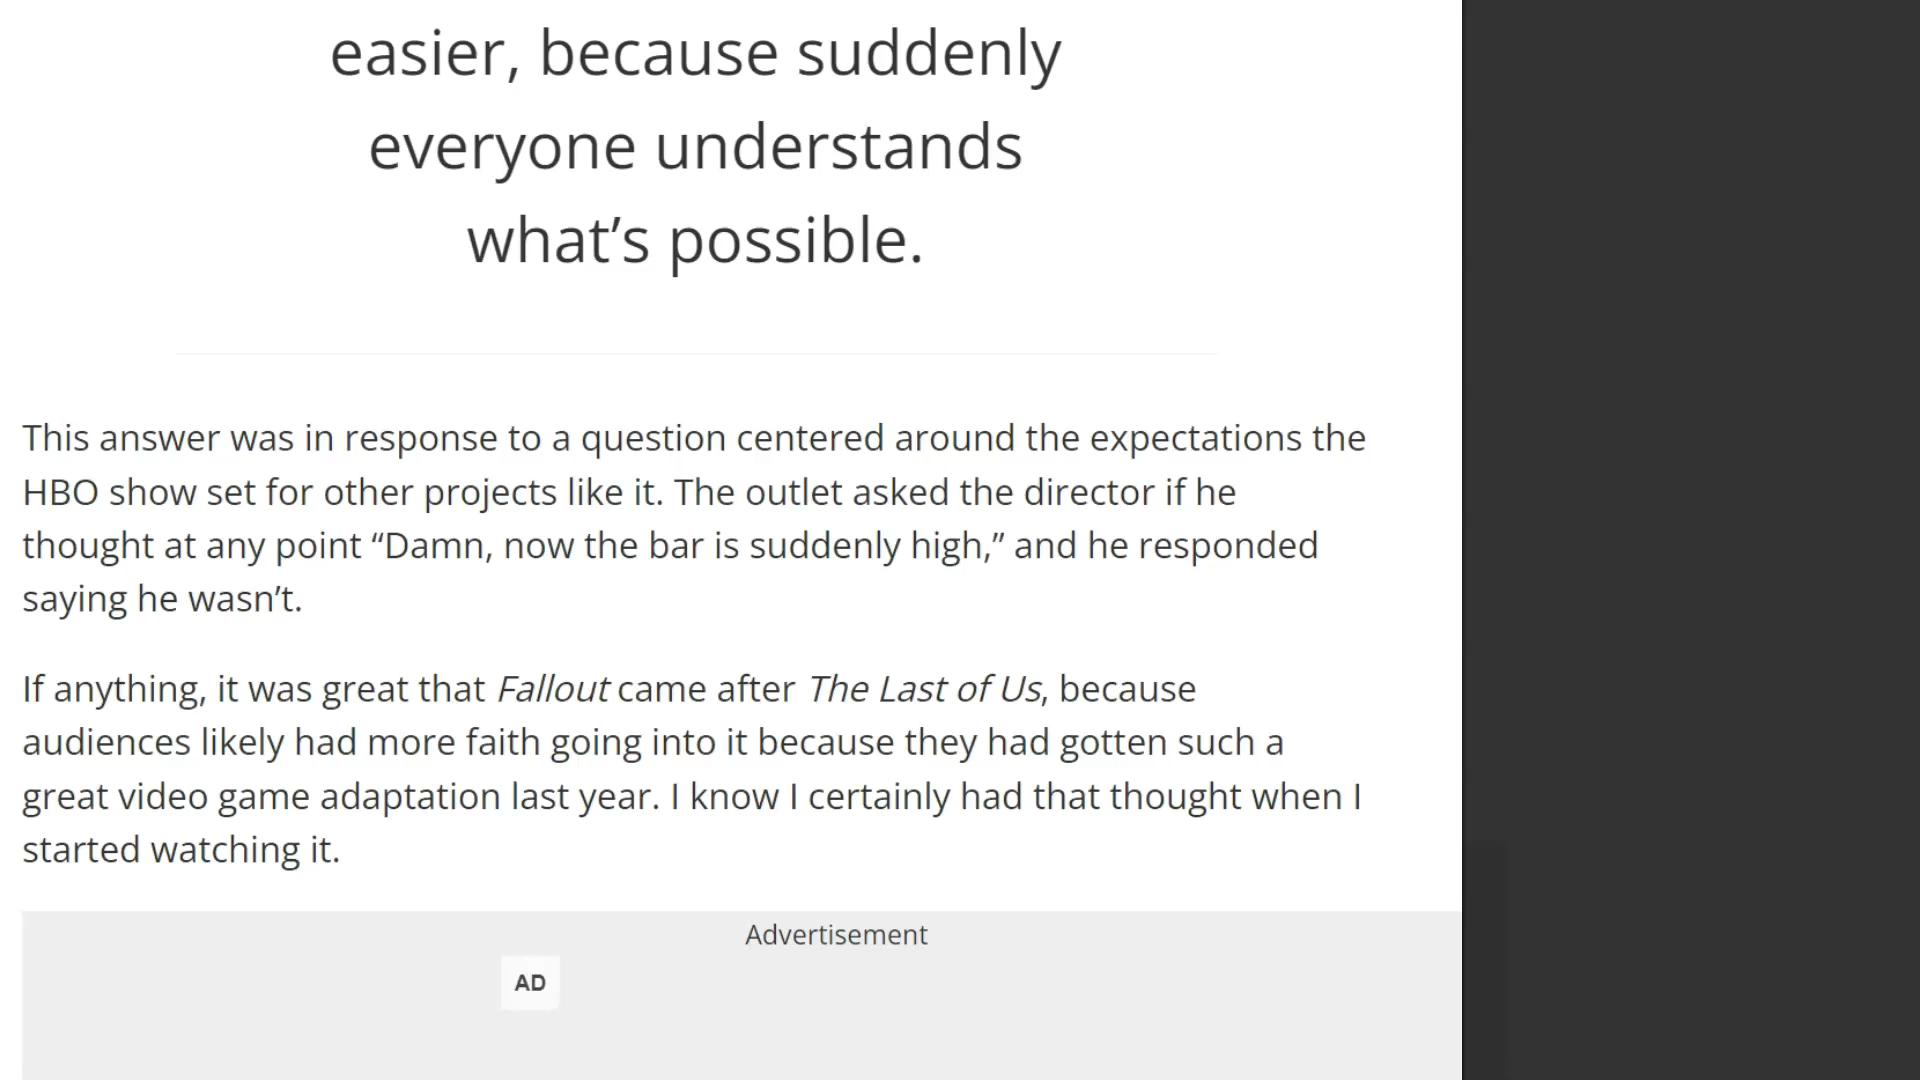 easier, because suddenly
everyone understands
what’s possible.
This answer was in response to a question centered around the expectations the
HBO show set for other projects like it. The outlet asked the director if he
thought at any point “Damn, now the bar is suddenly high,” and he responded
saying he wasn’t.
If anything, it was great that Fallout came after The Last of Us, because
audiences likely had more faith going into it because they had gotten such a
great video game adaptation last year. I know I certainly had that thought when I
started watching it.
Advertisement
AD